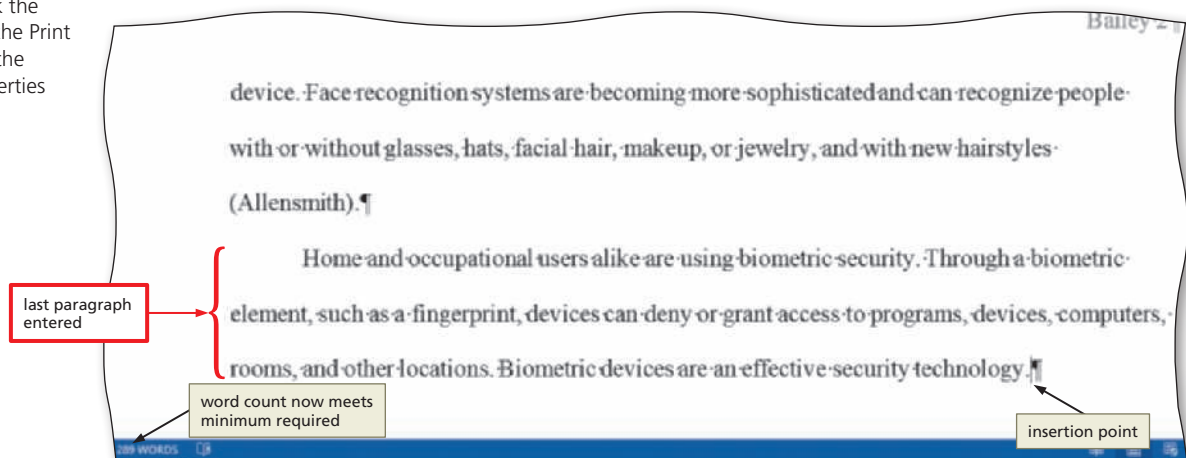 k the
the Print
the
erties
Bailey 2¶
device. Face recognition systems are becoming more sophisticated and can recognize people
with or without glasses, hats, facial hair, makeup, or jewelry, and with new hairstyles
(Allensmith).¶
Home and occupational users alike are using biometric security. Through a biometric
element, such as a fingerprint, devices can deny or grant access to programs, devices, computers,
rooms, and other locations. Biometric devices are an effective security technology.¶
last paragraph
entered
word count now meets
minimum required
insertion point
289 WORDS